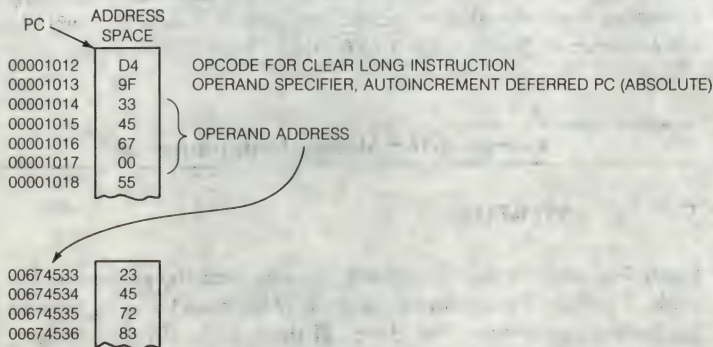 PC ADDRESS
SPACE
00001012 D4 OPCODE FOR CLEAR LONG INSTRUCTION
00001013 9F OPERAND SPECIFIER, AUTOINCREMENT DEFERRED PC (ABSOLUTE)
00001014 33
00001015 45
OPERAND ADDRESS
00001016 67
00001017 00
00001018 55
00674533 23
00674534 45
00674535 72
00674536 83